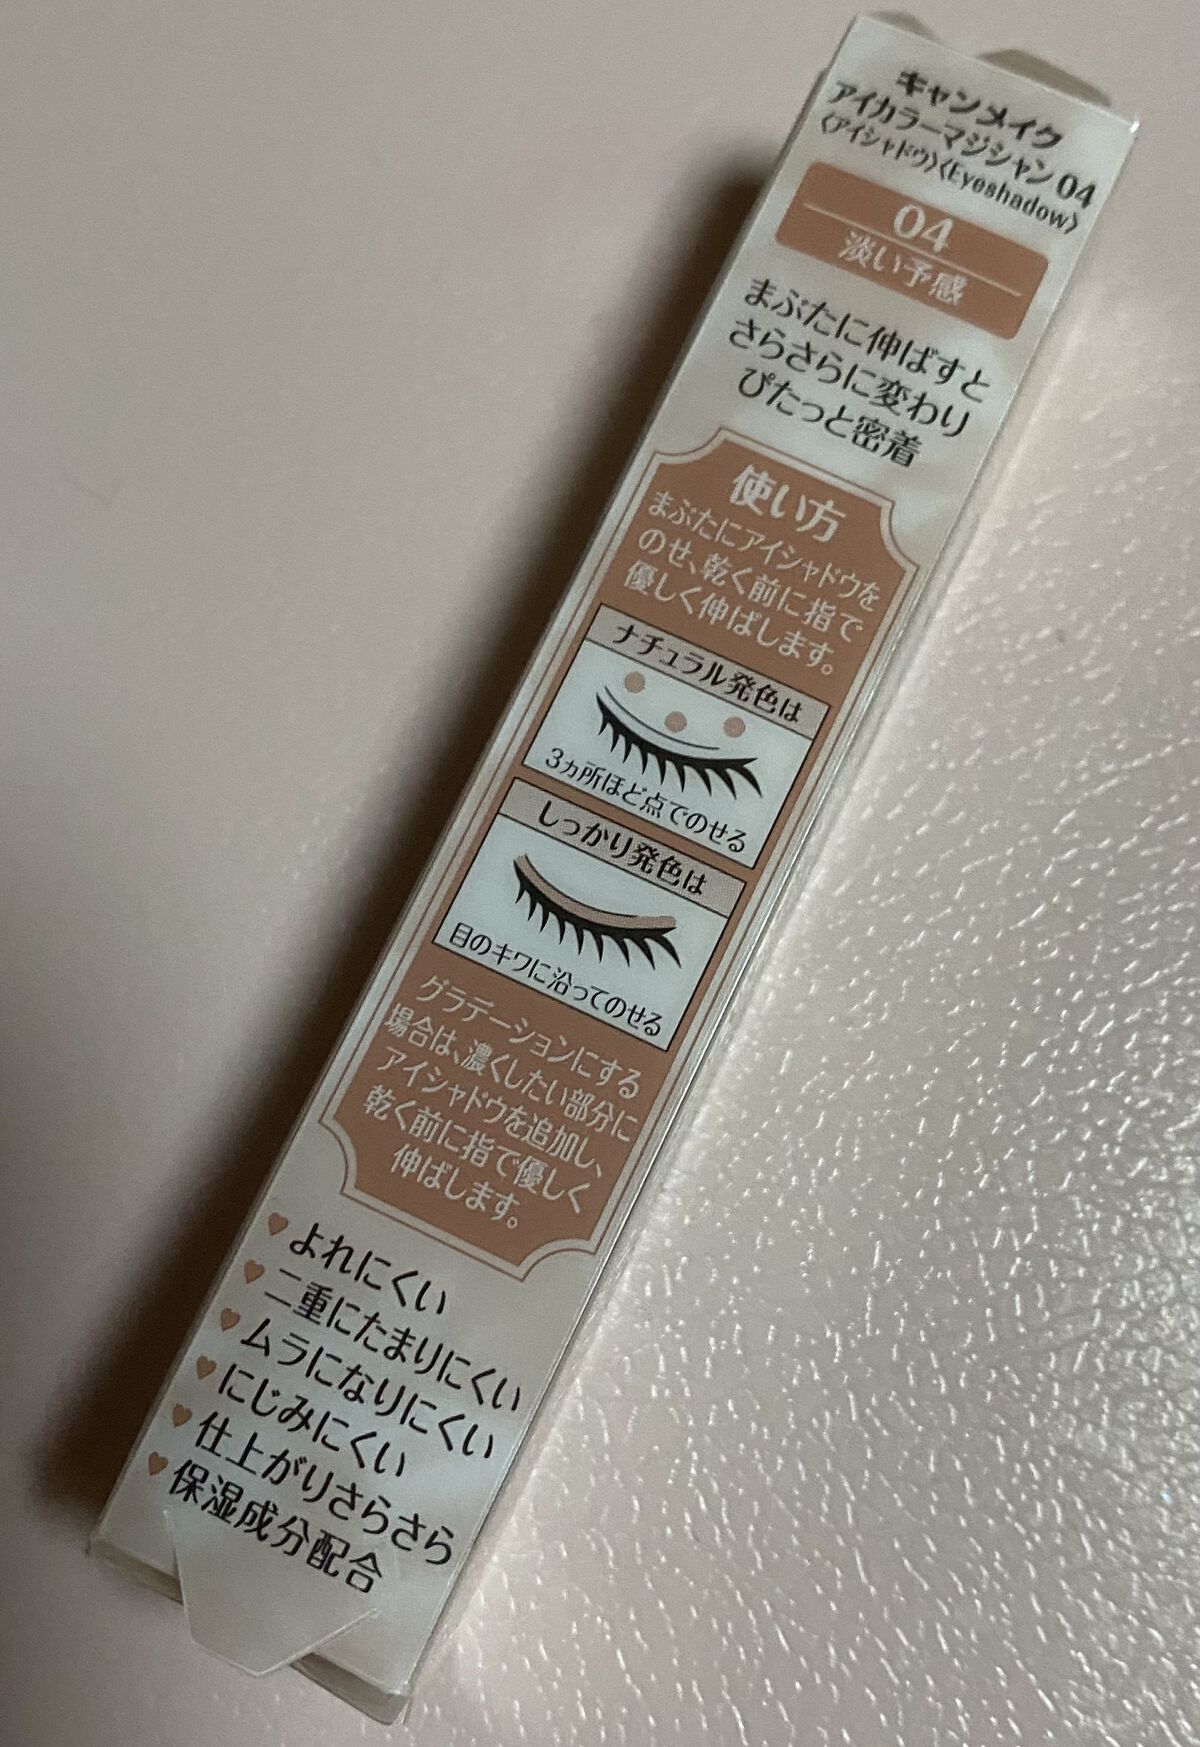 キャンメイク
アイカラーマジシャン 04
〈アイシャドウ〉〈Eyeshadow〉
04
淡い予感
まぶたに伸ばすと
さらさらに変わり
ぴたっと密着
使い方
まぶたにアイシャドウを
のせ、乾く前に指で
優しく伸ばします。
ナチュラル発色は
3ヵ所ほど点でのせる
しっかり発色は
目のキワに沿ってのせる
グラデーションにする
場合は、濃くしたい部分に
アイシャドウを追加し、
乾く前に指で優しく
伸ばします。
♥よれにくい
♥二重にたまりにくい
♥ムラになりにくい
♥にじみにくい
♥仕上がりさらさら
♥保湿成分配合